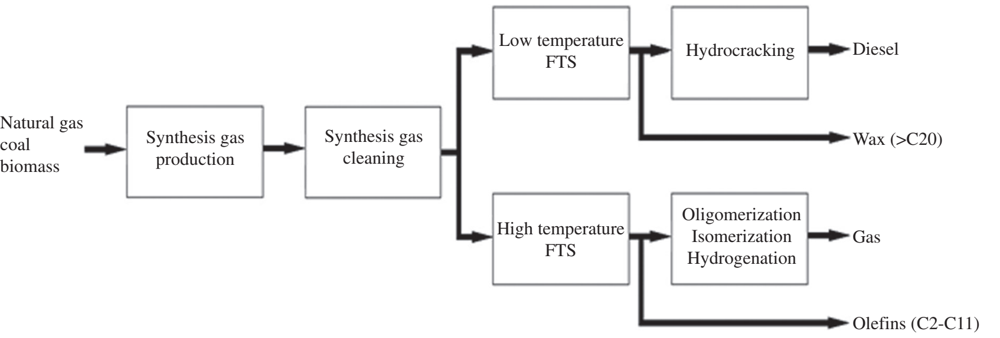 Natural gas
coal
biomass
Synthesis gas
production
Synthesis gas
cleaning
Low temperature
FTS
Hydrocracking
Diesel
Wax (>C20)
High temperature
FTS
Oligomerization
Isomerization
Hydrogenation
Gas
Olefins (C2-C11)